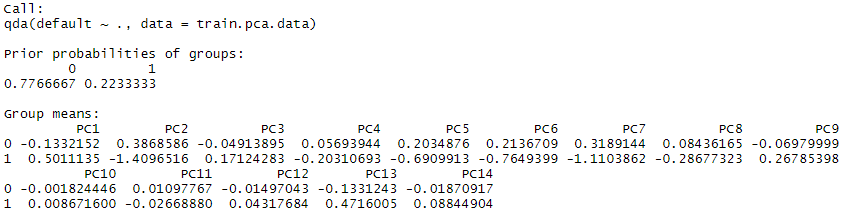 Call:
qda(default ~ ., data = train.pca.data)
Prior probabilities of groups:
0 1
0.7766667 0.2233333
Group means:
PC1 PC2 PC3 PC4 PC5 PC6 PC7 PC8 PC9
0 -0.1332152 0.3868586 -0.04913895 0.05693944 0.2034876 0.2136709 0.3189144 0.08436165 -0.06979999
1 0.5011135 -1.4096516 0.17124283 -0.20310693 -0.6909913 -0.7649399 -1.1103862 -0.28677323 0.26785398
PC10 PC11 PC12 PC13 PC14
0 -0.001824446 0.01097767 -0.01497043 -0.1331243 -0.01870917
1 0.008671600 -0.02668880 0.04317684 0.4716005 0.08844904